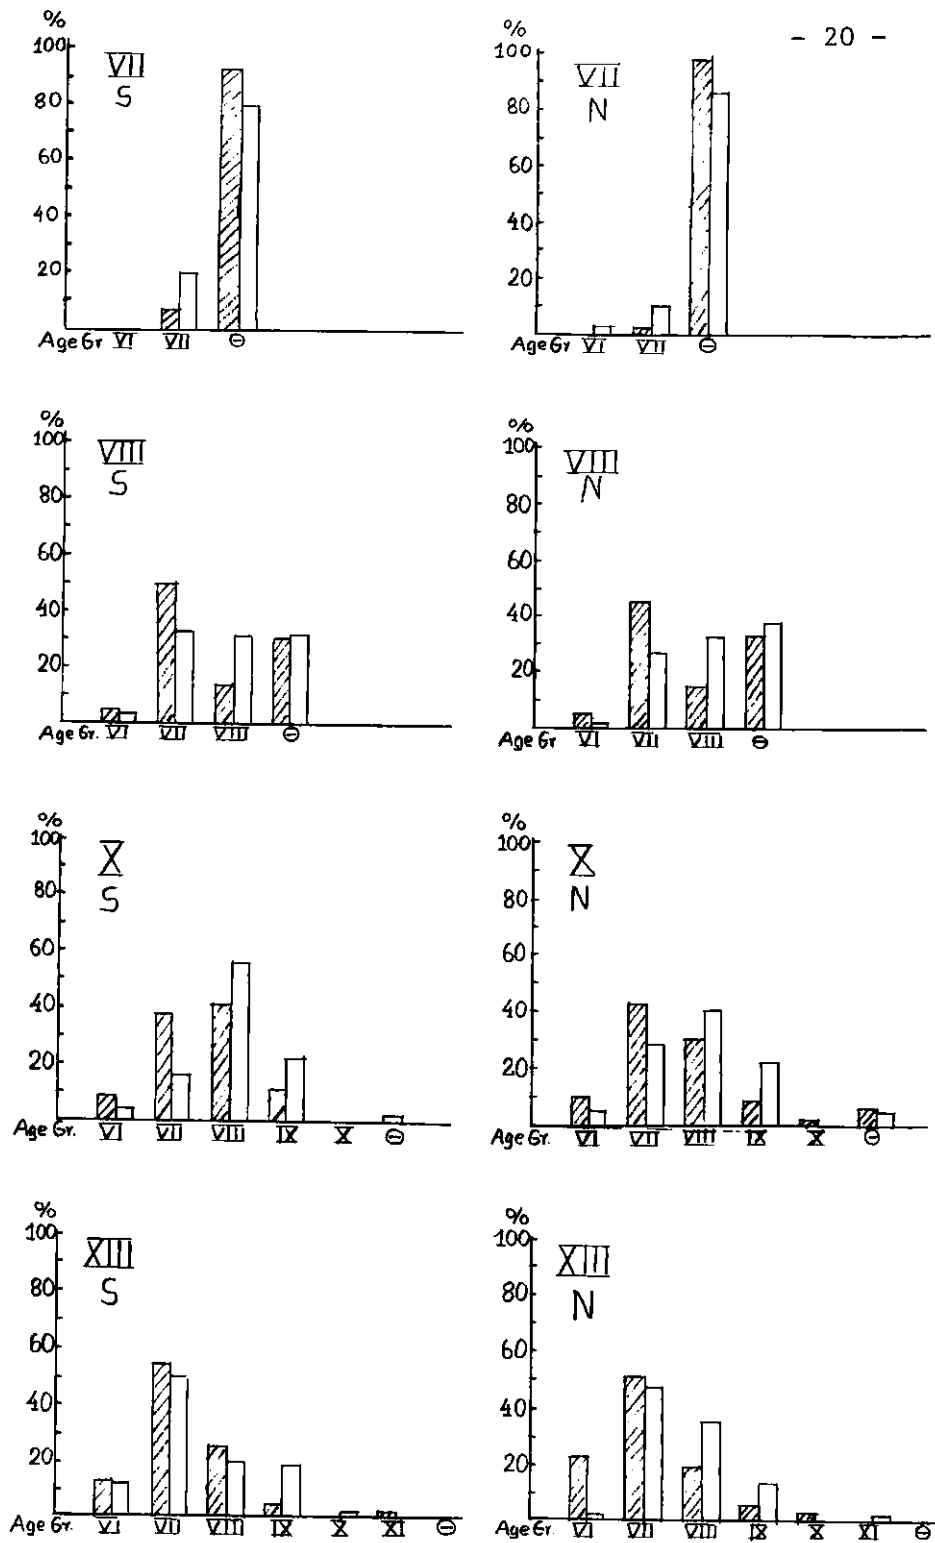 - 20 -
%
100
80
60
40
20
VII
S
Age Gr VI VII Θ
%
100
80
60
40
20
VII
N
Age Gr VI VII Θ
%
100
80
60
40
20
VIII
S
Age Gr. VI VII VIII Θ
%
100
80
60
40
20
VIII
N
Age Gr VI VII VIII Θ
%
100
80
60
40
20
X
S
Age Gr. VI VII VIII IX X Θ
%
100
80
60
40
20
X
N
Age Gr. VI VII VIII IX X Θ
%
100
80
60
40
20
XIII
S
Age Gr. VI VII VIII IX X XI Θ
%
100
80
60
40
20
XIII
N
Age Gr. VI VII VIII IX X XI Θ